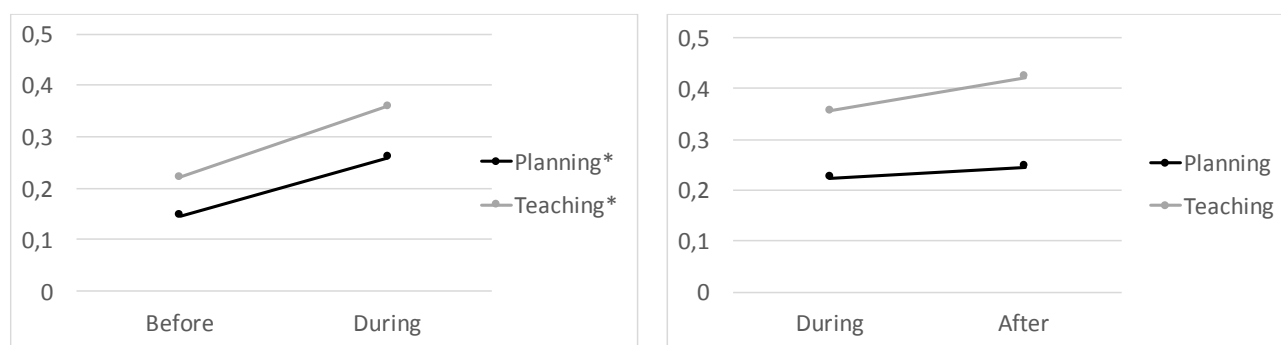 0,5
0,4
0,3
0,2
0,1
0
Before During
Planning*
Teaching*
0,5
0,4
0,3
0,2
0,1
0
During After
Planning
Teaching